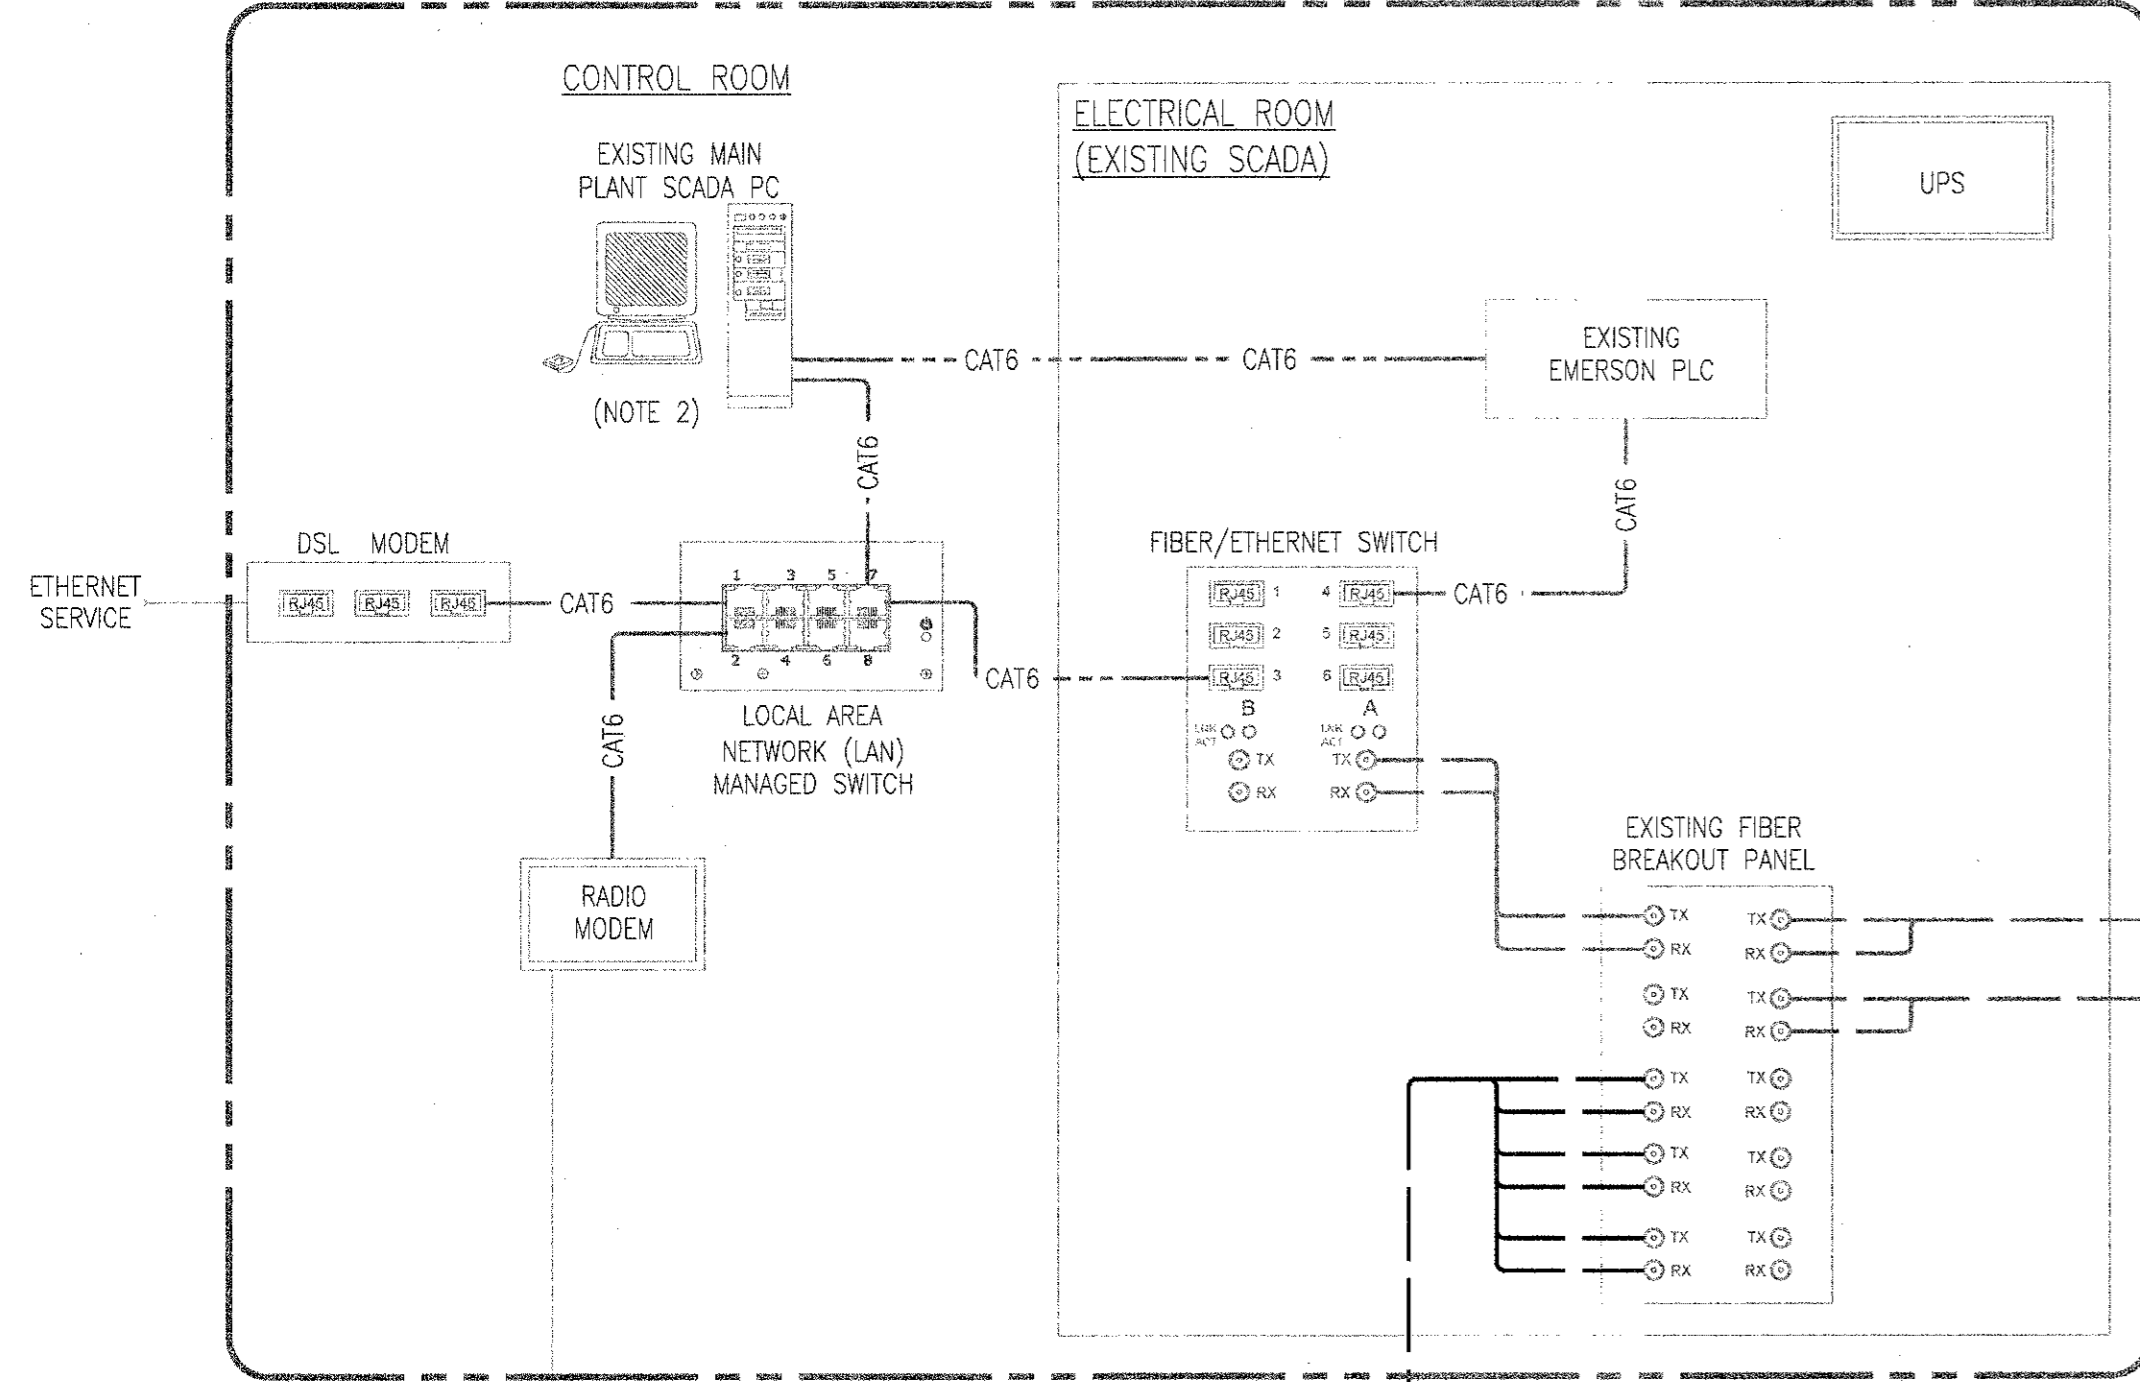 CONTROL ROOM
EXISTING MAIN
PLANT SCADA PC
(NOTE 2)
ELECTRICAL ROOM
(EXISTING SCADA)
UPS
CAT6
CAT6
EXISTING
EMERSON PLC
CAT6
CAT6
DSL MODEM
ETHERNET
SERVICE
RJ45 RJ45 RJ45
CAT6
1 3 5 7
2 4 6 8
LOCAL AREA
NETWORK (LAN)
MANAGED SWITCH
CAT6
CAT6
RADIO
MODEM
FIBER/ETHERNET SWITCH
RJ45 1 4 RJ45
RJ45 2 5 RJ45
RJ45 3 6 RJ45
CAT6
B A
LNK LNK
ACT ACT
TX TX
RX RX
EXISTING FIBER
BREAKOUT PANEL
TX TX
RX RX
TX TX
RX RX
TX TX
RX RX
TX TX
RX RX
TX TX
RX RX